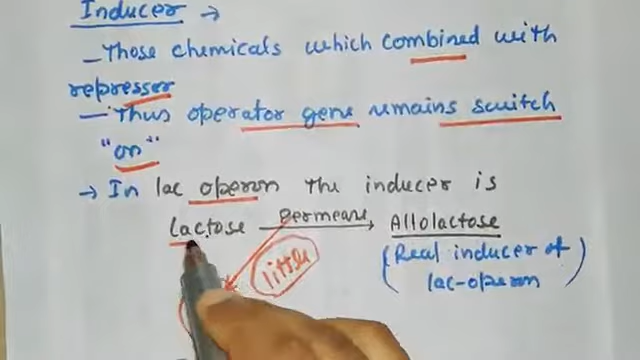 Inducer →
– Those chemicals which combined with
represser
– Thus operator gene remains switch
"on"
→ In lac operon the inducer is
Lactose Permease → Allolactose
little
(Real inducer of
lac-operon)